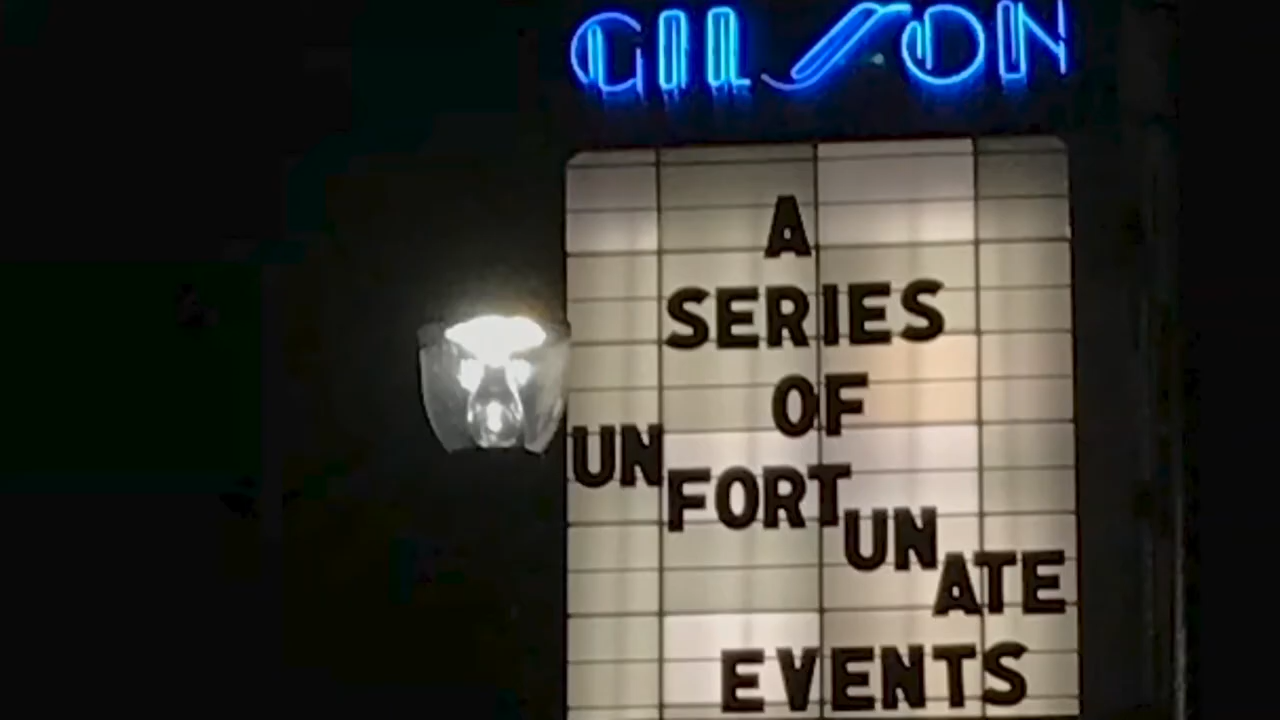 GILSON
A
SERIES
OF
UNFORTUNATE
EVENTS